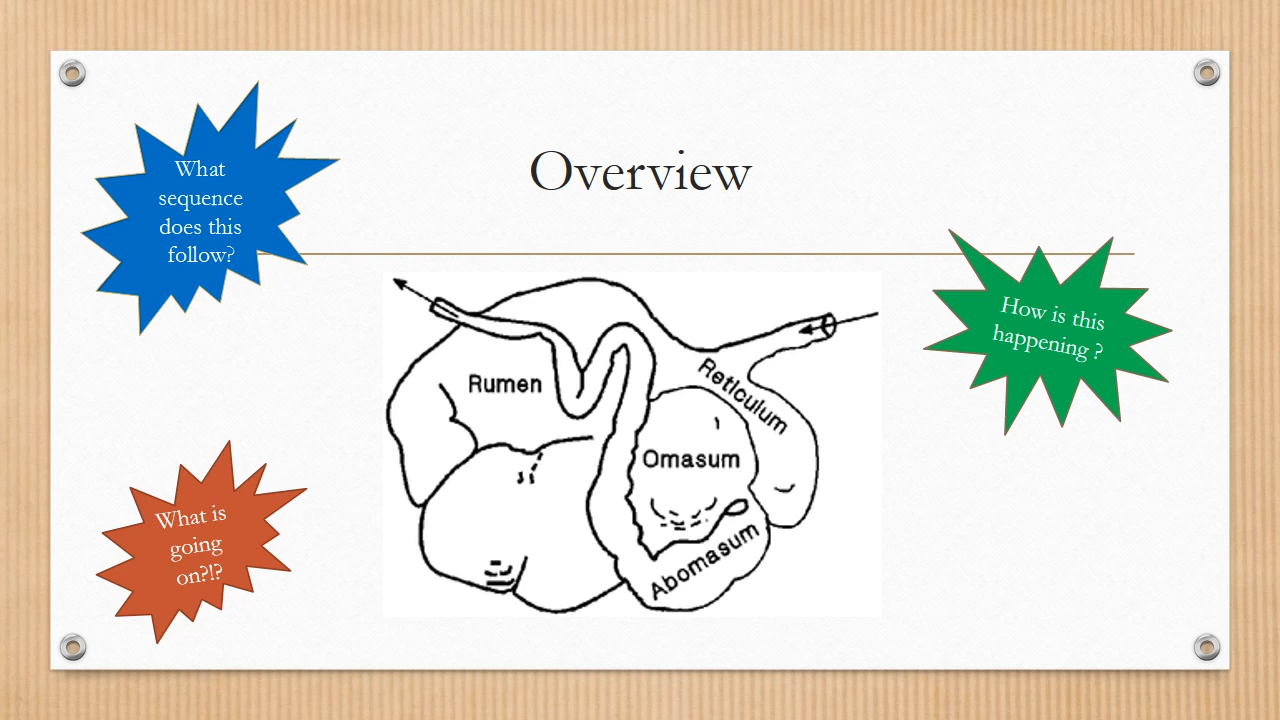 Overview
What
sequence
does this
follow?
How is this
happening ?
What is
going
on?!?
Rumen
Reticulum
Omasum
Abomasum